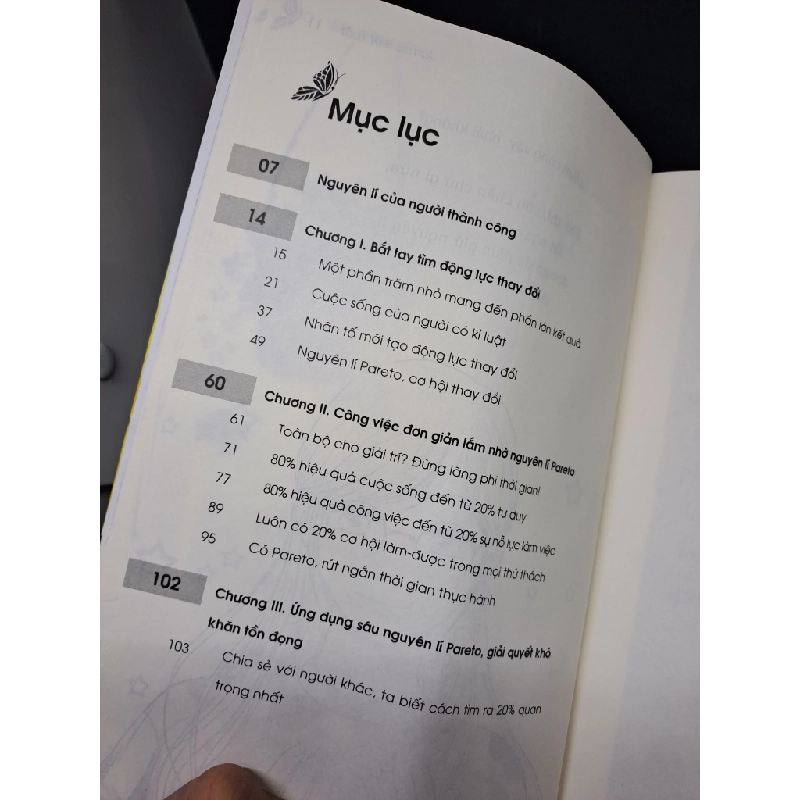 Mục lục
07 Nguyên lí của người thành công
14 Chương I. Bắt tay tìm động lực thay đổi
15 Một phần trăm nhỏ mang đến phần lớn kết quả
21 Cuộc sống của người có kỉ luật
37 Nhân tố mới tạo động lực thay đổi
49 Nguyên lí Pareto, cơ hội thay đổi
60 Chương II. Công việc đơn giản lắm nhờ nguyên lí Pareto
61 Toàn bộ cho giải trí? Đừng lãng phí thời gian!
71 80% hiệu quả cuộc sống đến từ 20% tư duy
77 80% hiệu quả công việc đến từ 20% sự nỗ lực làm việc
89 Luôn có 20% cơ hội làm được trong mọi thử thách
95 Có Pareto, rút ngắn thời gian thực hành
102 Chương III. Ứng dụng sâu nguyên lí Pareto, giải quyết khó
khăn tồn đọng
103 Chia sẻ với người khác, ta biết cách tìm ra 20% quan
trọng nhất